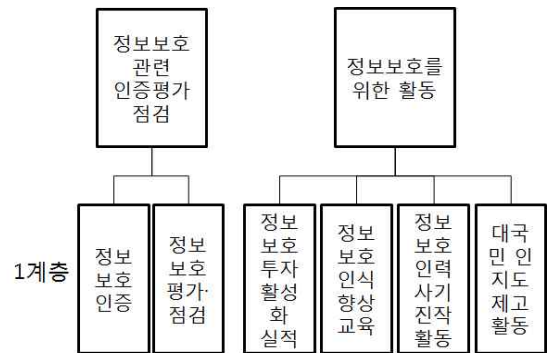 정보보호
관련
인증평가
점검
정보보호를
위한 활동
1계층
정보
보호
인증
정보
보호
평가·
점검
정보
보호
투자
활성
화
실적
정보
보호
인식
향상
교육
정보
보호
인력
사기
진작
활동
대국
민 인
지도
제고
활동